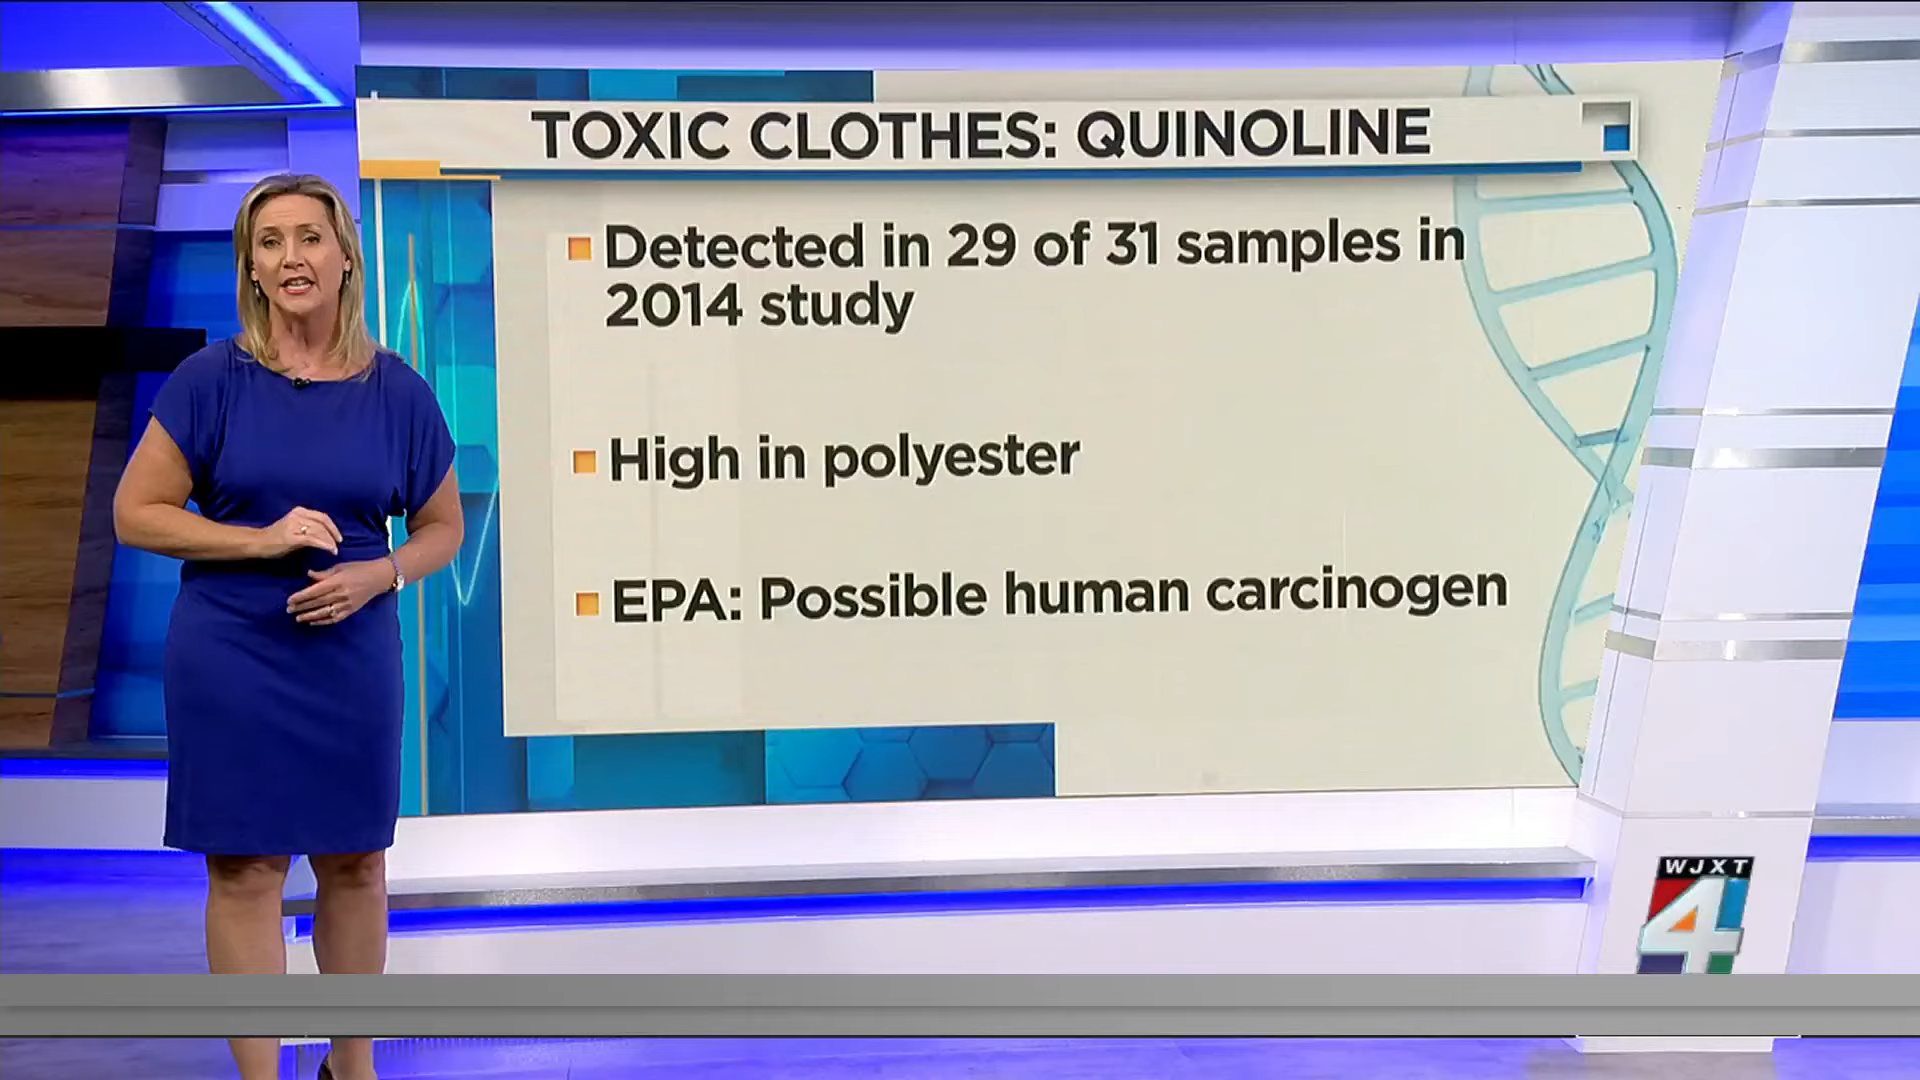 TOXIC CLOTHES: QUINOLINE
Detected in 29 of 31 samples in
2014 study
High in polyester
EPA: Possible human carcinogen
WJXT
4